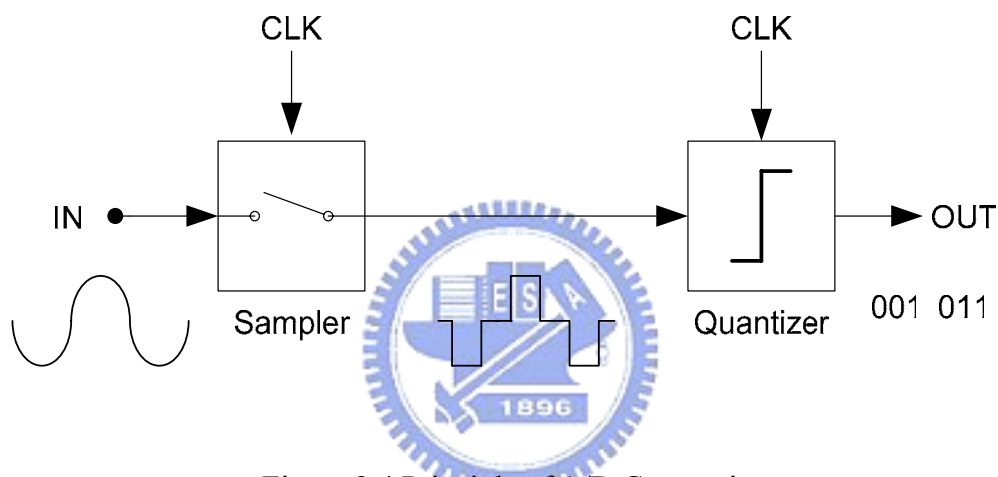 CLK CLK
IN OUT
Sampler Quantizer 001 011
E S A
1896